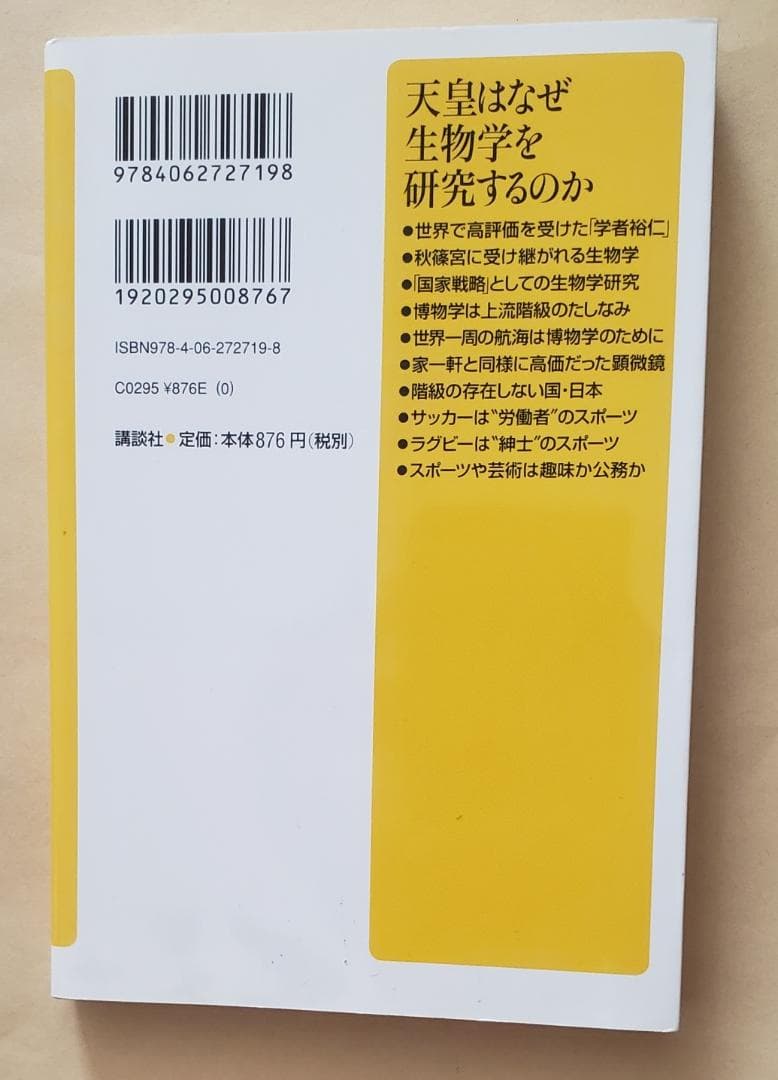 9784062727198
1920295008767
ISBN978-4-06-272719-8
C0295 ¥876E (0)
講談社●定価：本体876円（税別）
天皇はなぜ
生物学を
研究するのか
●世界で高評価を受けた「学者裕仁」
●秋篠宮に受け継がれる生物学
●「国家戦略」としての生物学研究
●博物学は上流階級のたしなみ
●世界一周の航海は博物学のために
●家一軒と同様に高価だった顕微鏡
●階級の存在しない国・日本
●サッカーは“労働者”のスポーツ
●ラグビーは“紳士”のスポーツ
●スポーツや芸術は趣味か公務か